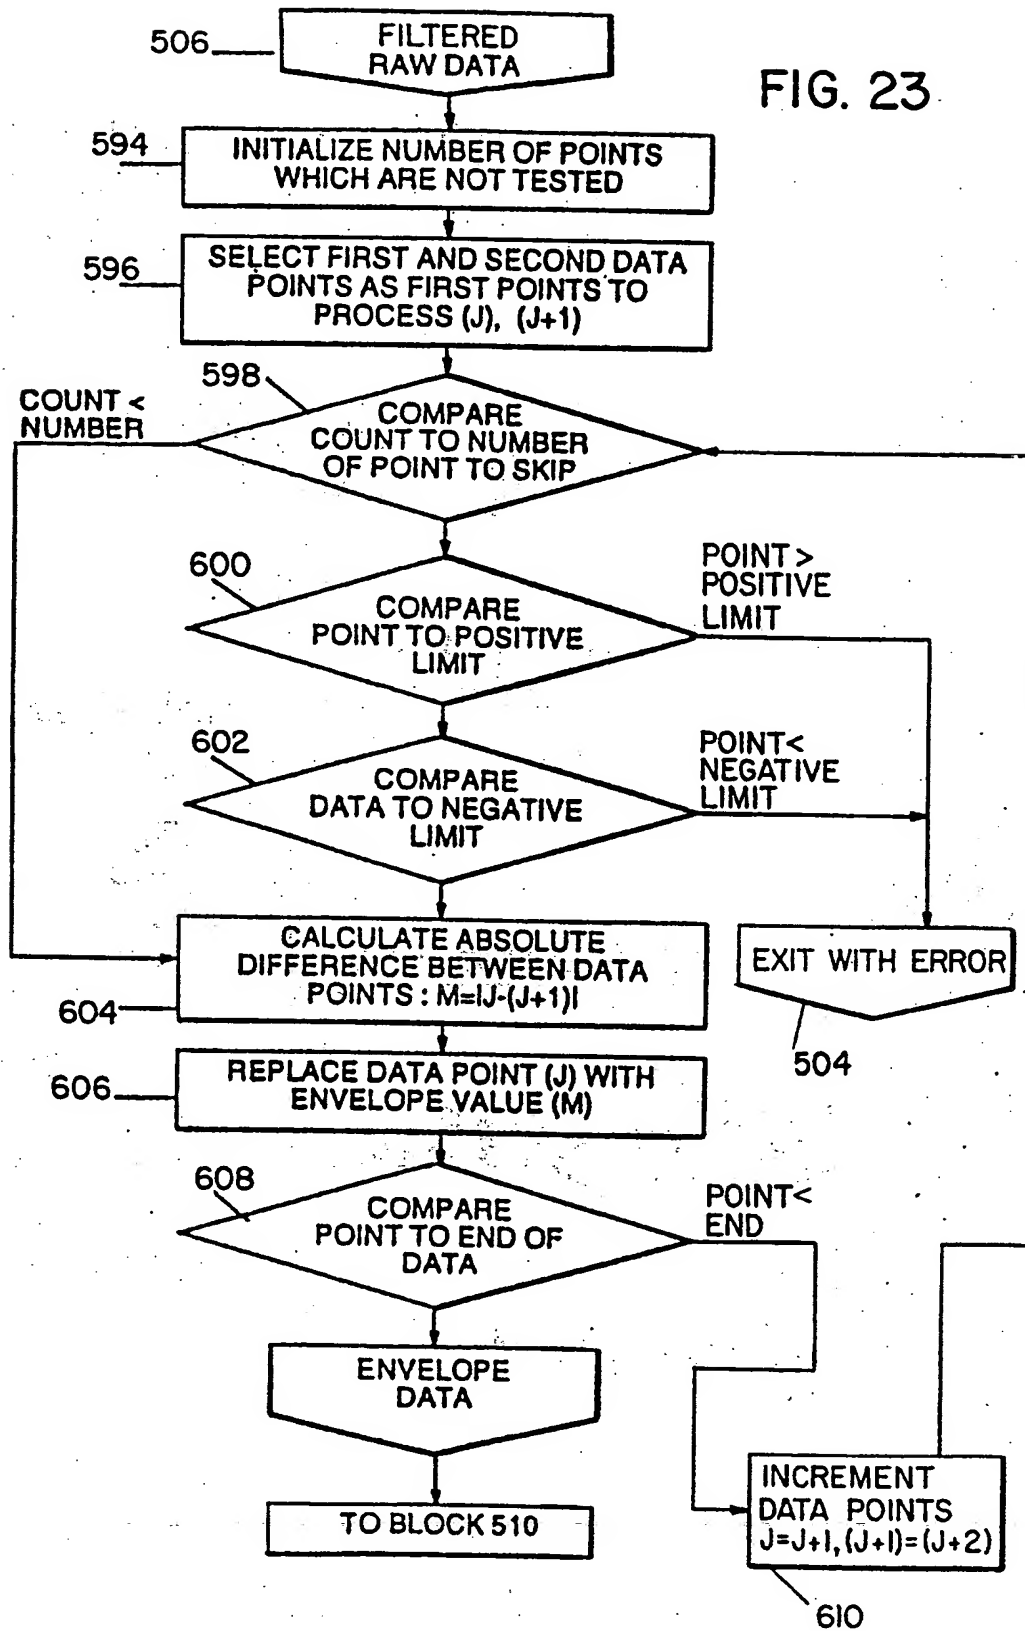 506
FILTERED
RAW DATA
FIG. 23
594
INITIALIZE NUMBER OF POINTS
WHICH ARE NOT TESTED
596
SELECT FIRST AND SECOND DATA
POINTS AS FIRST POINTS TO
PROCESS (J), (J+1)
598
COUNT <
NUMBER
COMPARE
COUNT TO NUMBER
OF POINT TO SKIP
600
COMPARE
POINT TO POSITIVE
LIMIT
POINT >
POSITIVE
LIMIT
602
COMPARE
DATA TO NEGATIVE
LIMIT
POINT<
NEGATIVE
LIMIT
604
CALCULATE ABSOLUTE
DIFFERENCE BETWEEN DATA
POINTS : M=|J-(J+1)|
EXIT WITH ERROR
504
606
REPLACE DATA POINT (J) WITH
ENVELOPE VALUE (M)
608
COMPARE
POINT TO END OF
DATA
POINT<
END
ENVELOPE
DATA
TO BLOCK 510
INCREMENT
DATA POINTS
J=J+1, (J+1)=(J+2)
610